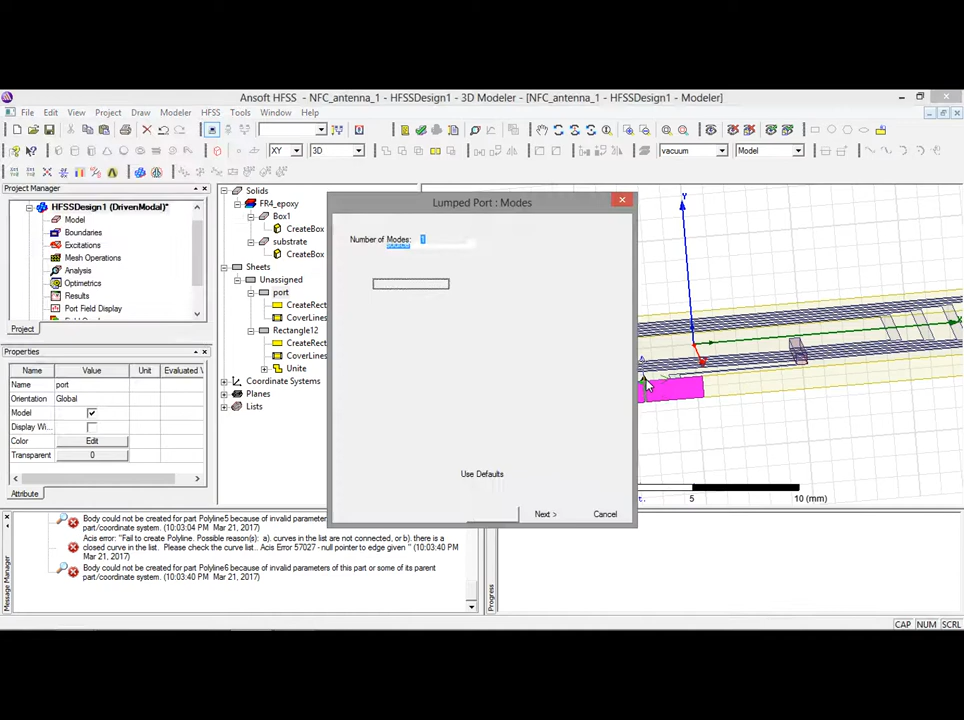 Ansoft HFSS - NFC_antenna_1 - HFSSDesign1 - 3D Modeler - [NFC_antenna_1 - HFSSDesign1 - Modeler]
File Edit View Project Draw Modeler HFSS Tools Window Help
XY 3D vacuum Model
Project Manager
HFSSDesign1 (DrivenModal)*
Model
Boundaries
Excitations
Mesh Operations
Analysis
Optimetrics
Results
Port Field Display
Project
Properties
Name Value Unit Evaluated V
Name port
Orientation Global
Model
Display Wi...
Color Edit
Transparent 0
Attribute
Solids
FR4_epoxy
Box1
CreateBox
substrate
CreateBox
Sheets
Unassigned
port
CreateRect
CoverLines
Rectangle12
CreateRect
CoverLines
Unite
Coordinate Systems
Planes
Lists
Lumped Port : Modes
Number of Modes: 1
Use Defaults
Next >
Cancel
Y
5 10 (mm)
Message Manager
Body could not be created for part Polyline5 because of invalid parameters
part/coordinate system. (10:03:04 PM Mar 21, 2017)
Acis error: "Fail to create Polyline. Possible reason(s): a). curves in the list are not connected, or b). there is a
closed curve in the list. Please check the curve list.. Acis Error 57027 - null pointer to edge given " (10:03:40 PM
Mar 21, 2017)
Body could not be created for part Polyline6 because of invalid parameters of this part or some of its parent
part/coordinate system. (10:03:40 PM Mar 21, 2017)
Progress
CAP NUM SCRL